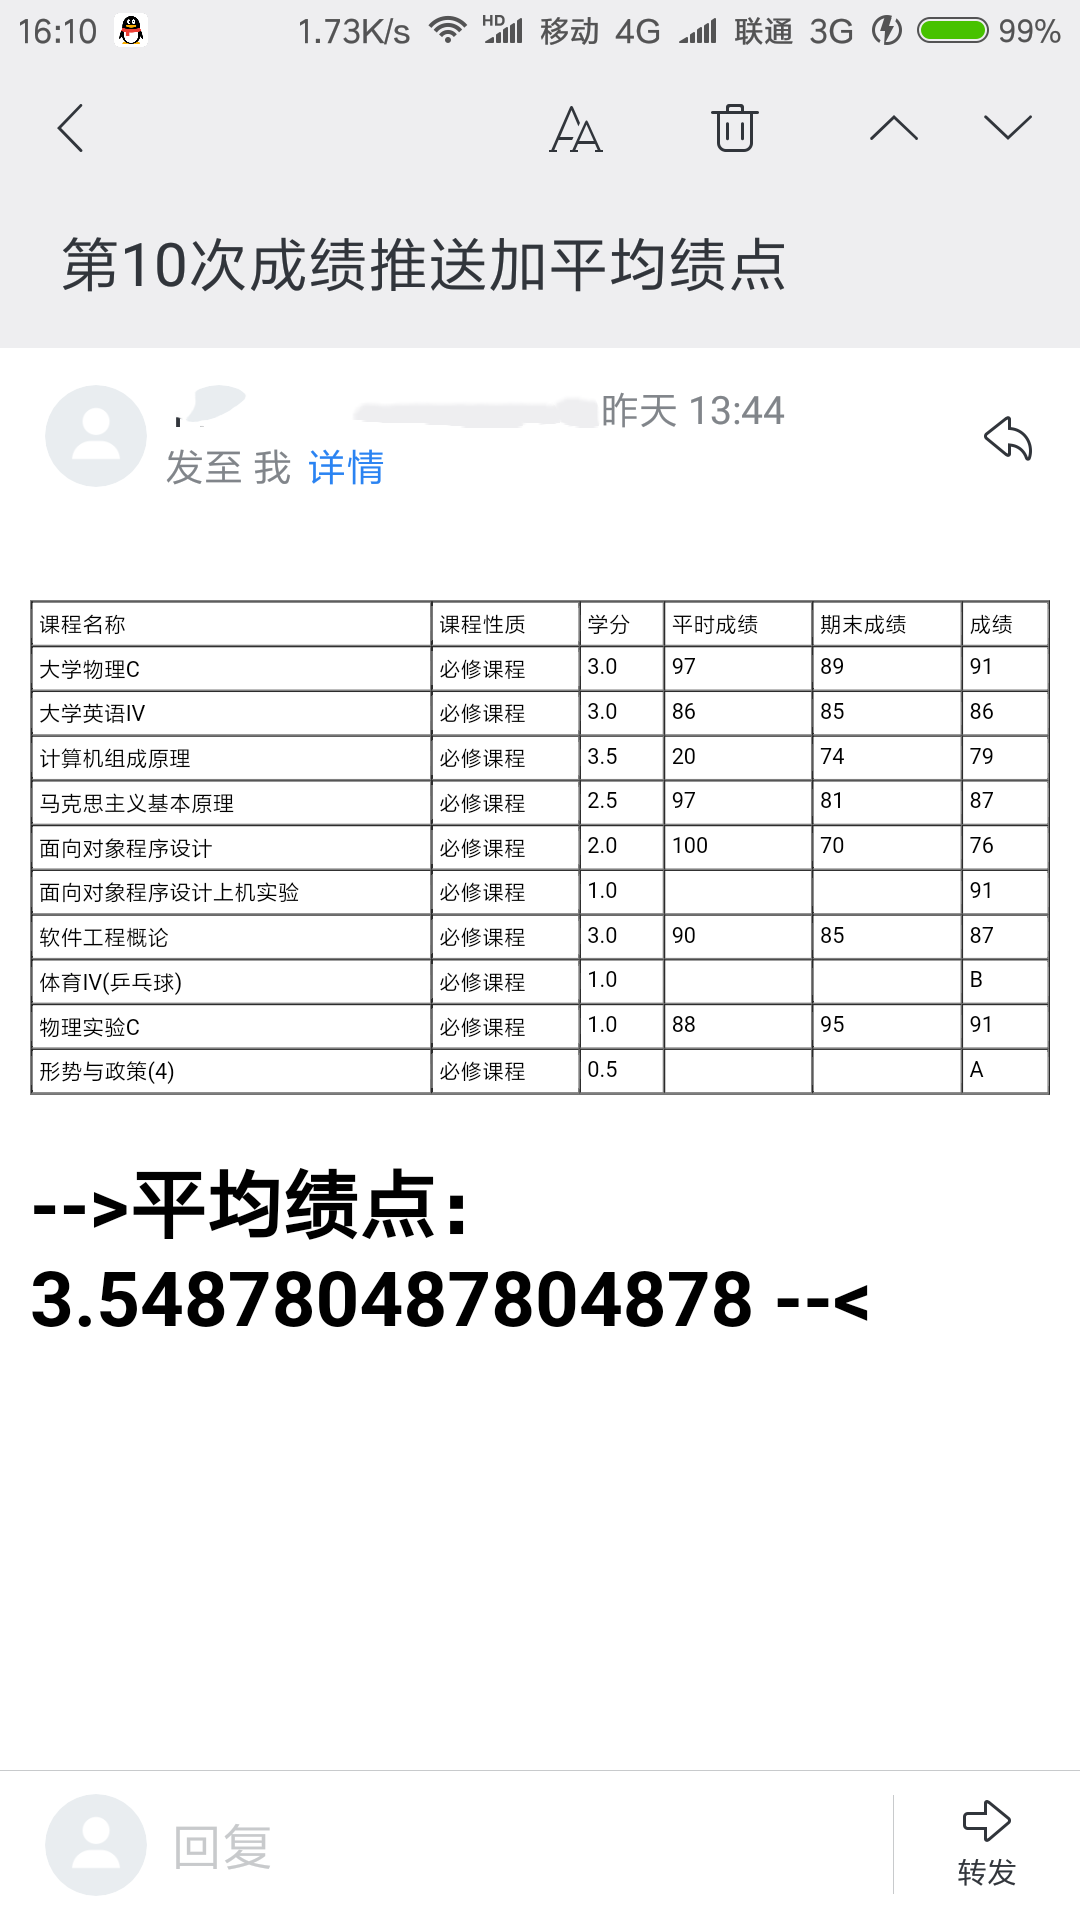 16:10 1.73K/s HD 移动 4G 联通 3G 99%
第10次成绩推送加平均绩点
昨天 13:44
发至 我 详情
课程名称 课程性质 学分 平时成绩 期末成绩 成绩
大学物理C 必修课程 3.0 97 89 91
大学英语IV 必修课程 3.0 86 85 86
计算机组成原理 必修课程 3.5 20 74 79
马克思主义基本原理 必修课程 2.5 97 81 87
面向对象程序设计 必修课程 2.0 100 70 76
面向对象程序设计上机实验 必修课程 1.0 91
软件工程概论 必修课程 3.0 90 85 87
体育IV(乒乓球) 必修课程 1.0 B
物理实验C 必修课程 1.0 88 95 91
形势与政策(4) 必修课程 0.5 A
-->平均绩点：
3.548780487804878 --<
回复
转发